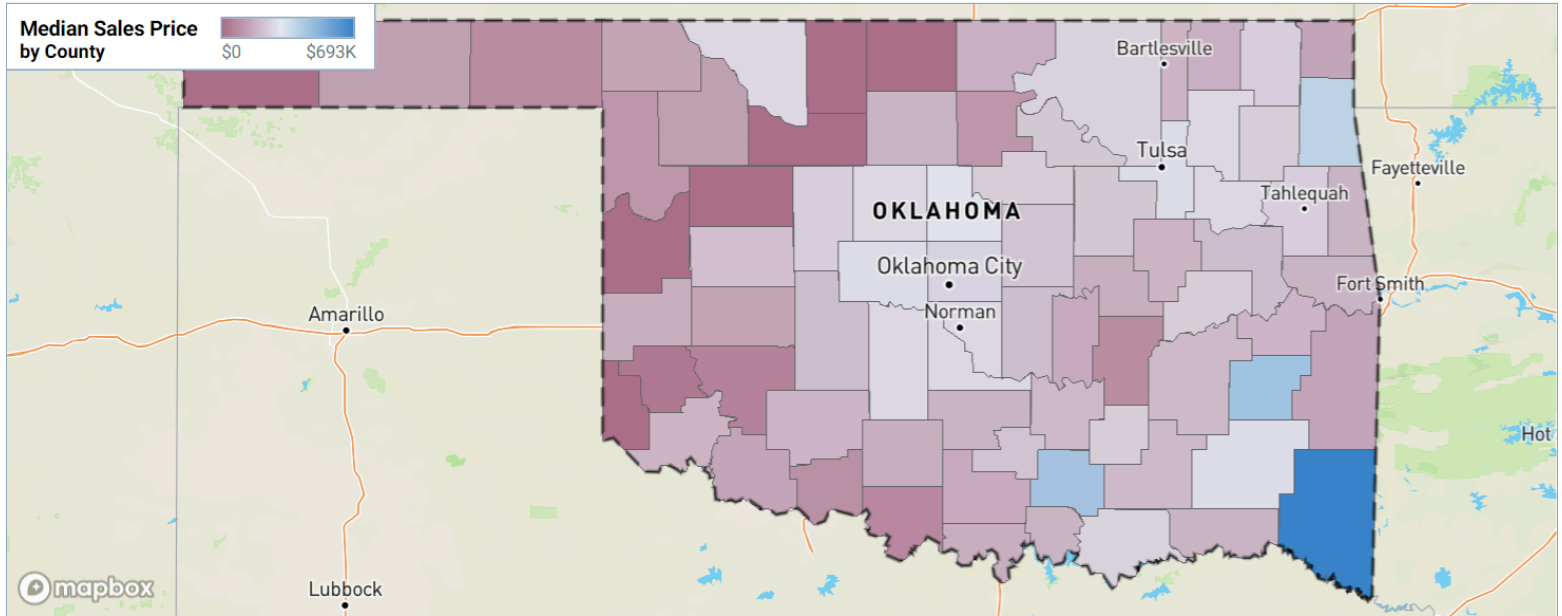 Median Sales Price
by County
$0 $693K
Bartlesville
Tulsa
Fayetteville
Tahlequah
OKLAHOMA
Oklahoma City
Fort Smith
Norman
Amarillo
Hot
Lubbock
mapbox